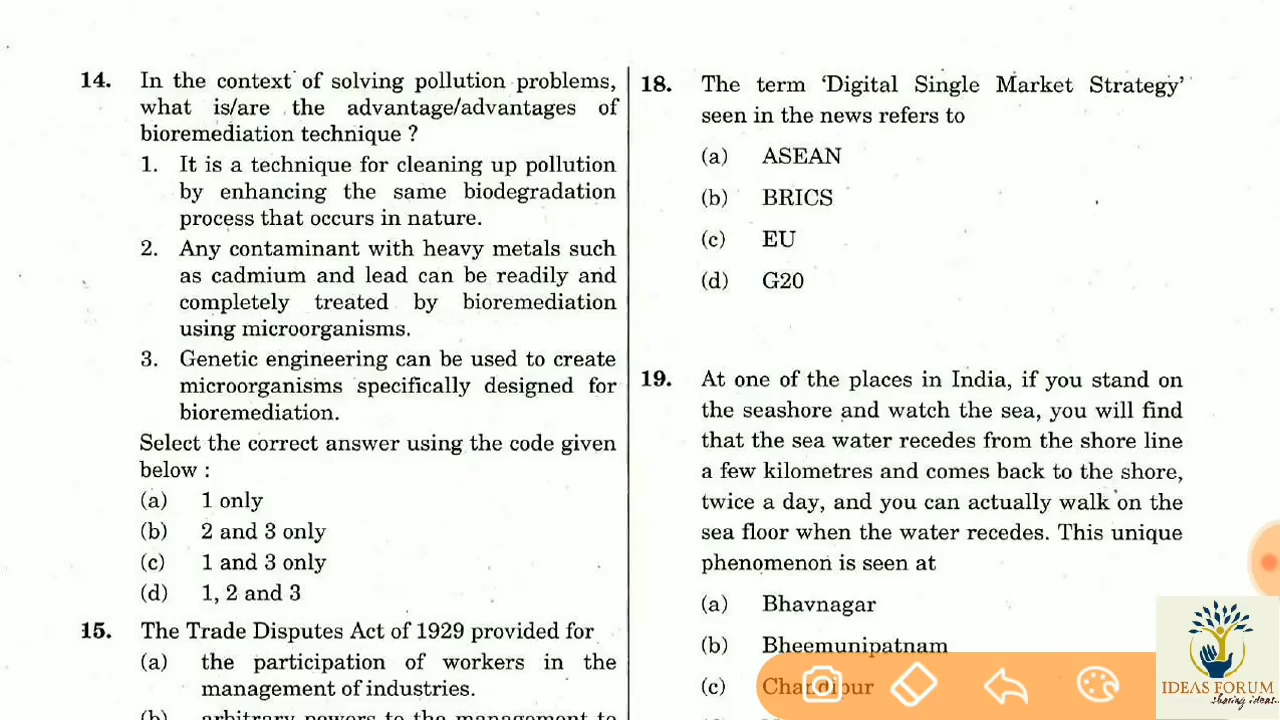 14. In the context of solving pollution problems,
what is/are the advantage/advantages of
bioremediation technique ?
1. It is a technique for cleaning up pollution
by enhancing the same biodegradation
process that occurs in nature.
2. Any contaminant with heavy metals such
as cadmium and lead can be readily and
completely treated by bioremediation
using microorganisms.
3. Genetic engineering can be used to create
microorganisms specifically designed for
bioremediation.
Select the correct answer using the code given
below :
(a) 1 only
(b) 2 and 3 only
(c) 1 and 3 only
(d) 1, 2 and 3
15. The Trade Disputes Act of 1929 provided for
(a) the participation of workers in the
management of industries.
(b) arbitrary powers to the management to
18. The term ‘Digital Single Market Strategy’
seen in the news refers to
(a) ASEAN
(b) BRICS
(c) EU
(d) G20
19. At one of the places in India, if you stand on
the seashore and watch the sea, you will find
that the sea water recedes from the shore line
a few kilometres and comes back to the shore,
twice a day, and you can actually walk on the
sea floor when the water recedes. This unique
phenomenon is seen at
(a) Bhavnagar
(b) Bheemunipatnam
(c) Chandipur
IDEAS FORUM
sharing ideas